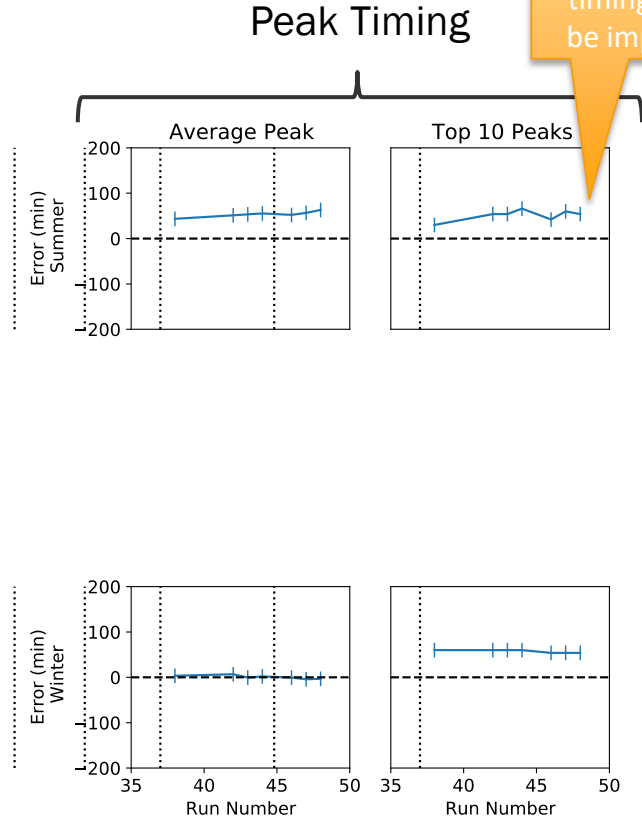 Peak Timing
timing
be imp
Average Peak
Top 10 Peaks
Error (min)
Summer
200
100
0
−100
−200
Error (min)
Winter
200
100
0
−100
−200
35 40 45 50
35 40 45 50
Run Number
Run Number